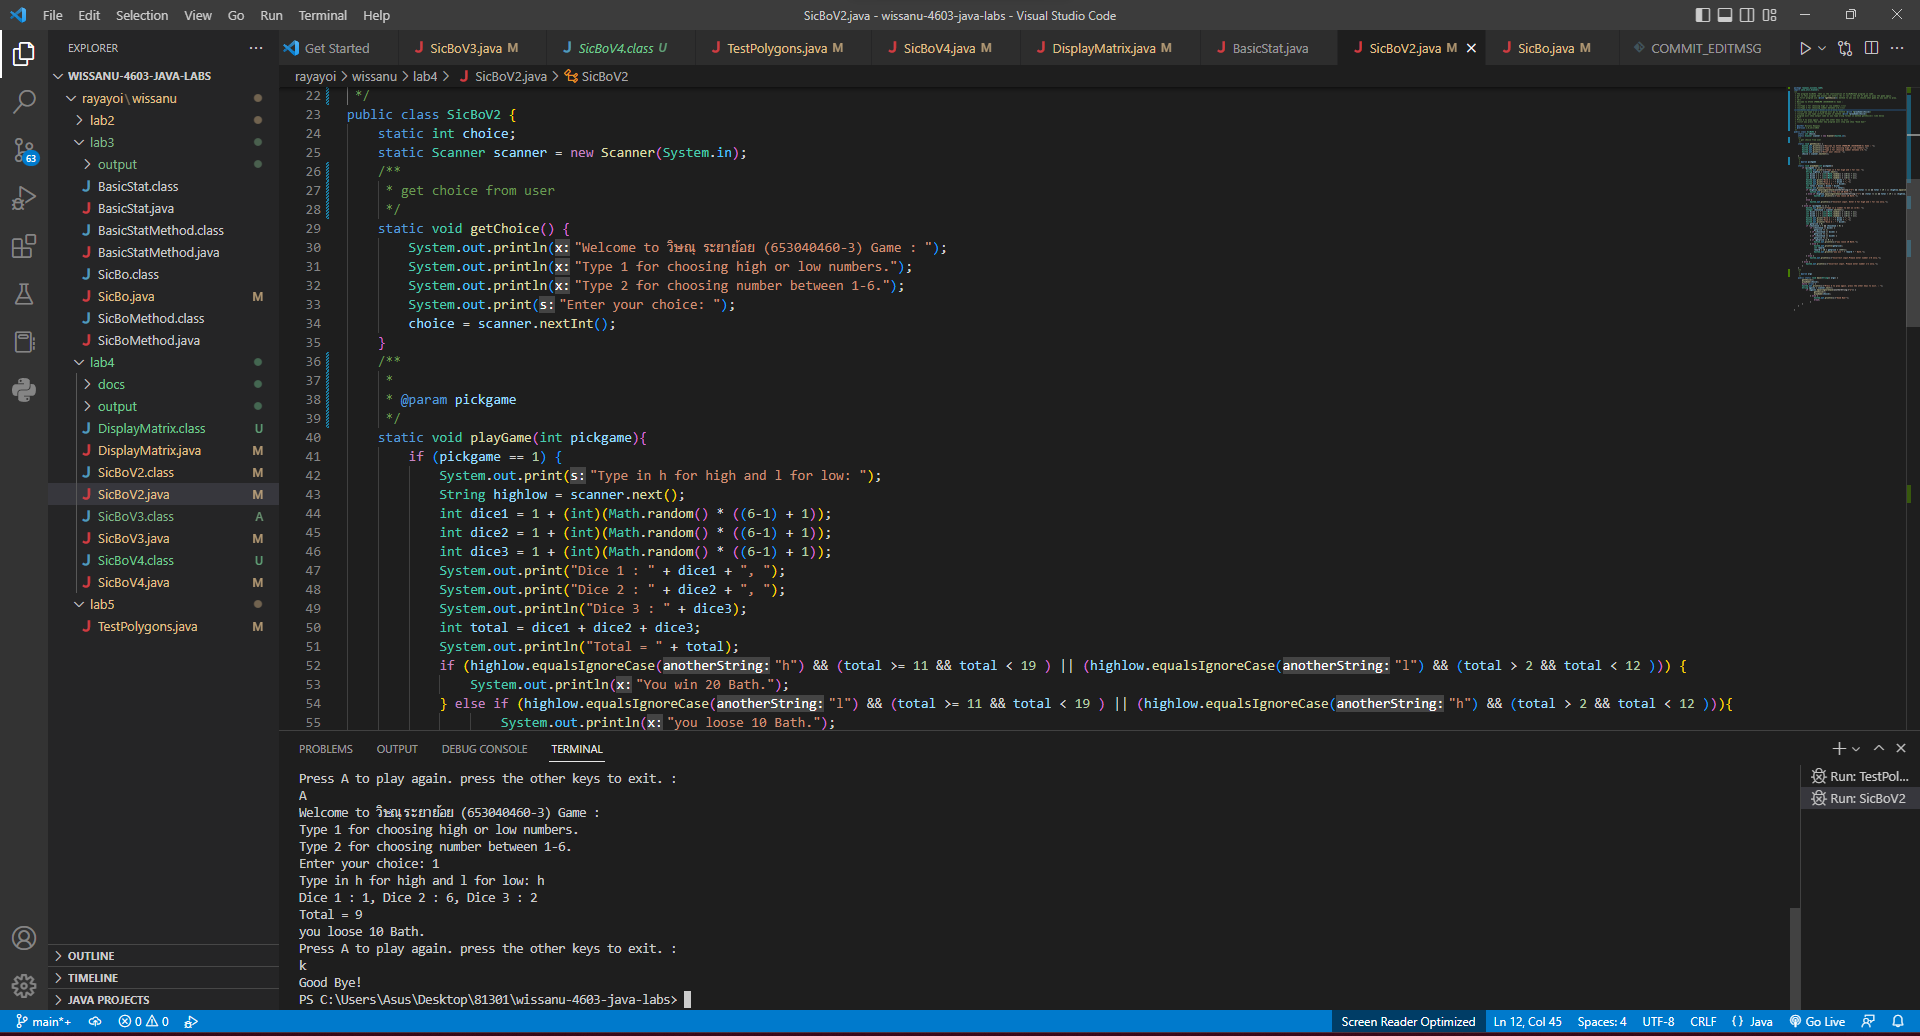 File Edit Selection View Go Run Terminal Help
SicBoV2.java - wissanu-4603-java-labs - Visual Studio Code
EXPLORER
WISSANU-4603-JAVA-LABS
rayayoi\wissanu
lab2
lab3
output
BasicStat.class
BasicStat.java
BasicStatMethod.class
BasicStatMethod.java
SicBo.class
SicBo.java M
SicBoMethod.class
SicBoMethod.java
lab4
docs
output
DisplayMatrix.class U
DisplayMatrix.java M
SicBoV2.class M
SicBoV2.java M
SicBoV3.class A
SicBoV3.java M
SicBoV4.class U
SicBoV4.java M
lab5
TestPolygons.java M
OUTLINE
TIMELINE
JAVA PROJECTS
63
Get Started SicBoV3.java M SicBoV4.class U TestPolygons.java M SicBoV4.java M DisplayMatrix.java M BasicStat.java SicBoV2.java M SicBo.java M COMMIT_EDITMSG
rayayoi > wissanu > lab4 > SicBoV2.java > SicBoV2
22 */
23 public class SicBoV2 {
24 static int choice;
25 static Scanner scanner = new Scanner(System.in);
26 /**
27 * get choice from user
28 */
29 static void getChoice() {
30 System.out.println(x: "Welcome to วิษณุ ระยาย้อย (653040460-3) Game : ");
31 System.out.println(x: "Type 1 for choosing high or low numbers.");
32 System.out.println(x: "Type 2 for choosing number between 1-6.");
33 System.out.print(s: "Enter your choice: ");
34 choice = scanner.nextInt();
35 }
36 /**
37 *
38 * @param pickgame
39 */
40 static void playGame(int pickgame){
41 if (pickgame == 1) {
42 System.out.print(s: "Type in h for high and l for low: ");
43 String highlow = scanner.next();
44 int dice1 = 1 + (int)(Math.random() * ((6-1) + 1));
45 int dice2 = 1 + (int)(Math.random() * ((6-1) + 1));
46 int dice3 = 1 + (int)(Math.random() * ((6-1) + 1));
47 System.out.print("Dice 1 : " + dice1 + ", ");
48 System.out.print("Dice 2 : " + dice2 + ", ");
49 System.out.println("Dice 3 : " + dice3);
50 int total = dice1 + dice2 + dice3;
51 System.out.println("Total = " + total);
52 if (highlow.equalsIgnoreCase(anotherString: "h") && (total >= 11 && total < 19 ) || (highlow.equalsIgnoreCase(anotherString: "l") && (total > 2 && total < 12 ))) {
53 System.out.println(x: "You win 20 Bath.");
54 } else if (highlow.equalsIgnoreCase(anotherString: "l") && (total >= 11 && total < 19 ) || (highlow.equalsIgnoreCase(anotherString: "h") && (total > 2 && total < 12 ))){
55 System.out.println(x: "you loose 10 Bath.");
PROBLEMS OUTPUT DEBUG CONSOLE TERMINAL
Press A to play again. press the other keys to exit. :
A
Welcome to วิษณุ ระยาย้อย (653040460-3) Game :
Type 1 for choosing high or low numbers.
Type 2 for choosing number between 1-6.
Enter your choice: 1
Type in h for high and l for low: h
Dice 1 : 1, Dice 2 : 6, Dice 3 : 2
Total = 9
you loose 10 Bath.
Press A to play again. press the other keys to exit. :
k
Good Bye!
PS C:\Users\Asus\Desktop\81301\wissanu-4603-java-labs>
Run: TestPol...
Run: SicBoV2
main*+ 0 0 Screen Reader Optimized Ln 12, Col 45 Spaces: 4 UTF-8 CRLF {} Java Go Live